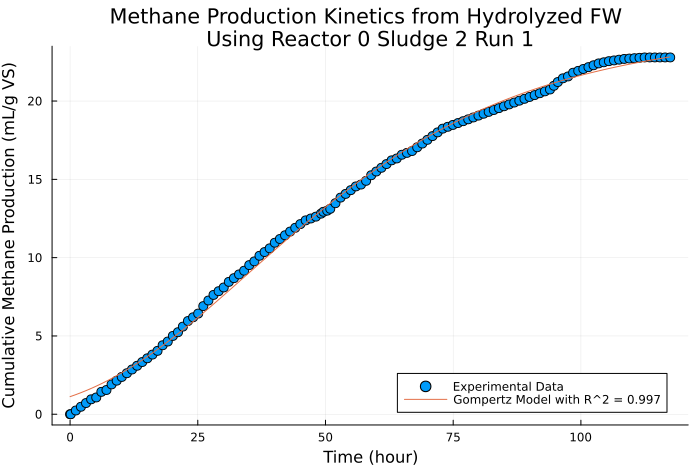 Methane Production Kinetics from Hydrolyzed FW
Using Reactor 0 Sludge 2 Run 1
Cumulative Methane Production (mL/g VS)
20
15
10
5
0
Experimental Data
Gompertz Model with R^2 = 0.997
0 25 50 75 100
Time (hour)